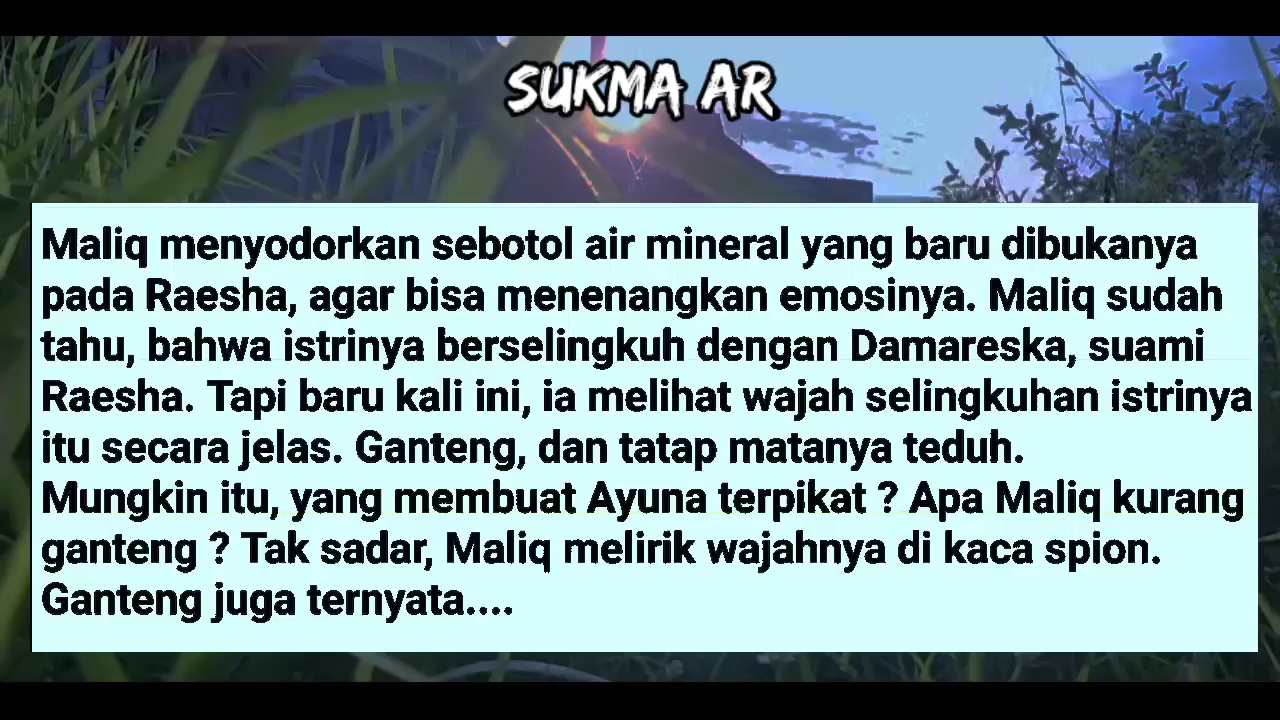 SUKMA AR
Maliq menyodorkan sebotol air mineral yang baru dibukanya
pada Raesha, agar bisa menenangkan emosinya. Maliq sudah
tahu, bahwa istrinya berselingkuh dengan Damareska, suami
Raesha. Tapi baru kali ini, ia melihat wajah selingkuhan istrinya
itu secara jelas. Ganteng, dan tatap matanya teduh.
Mungkin itu, yang membuat Ayuna terpikat ? Apa Maliq kurang
ganteng ? Tak sadar, Maliq melirik wajahnya di kaca spion.
Ganteng juga ternyata....